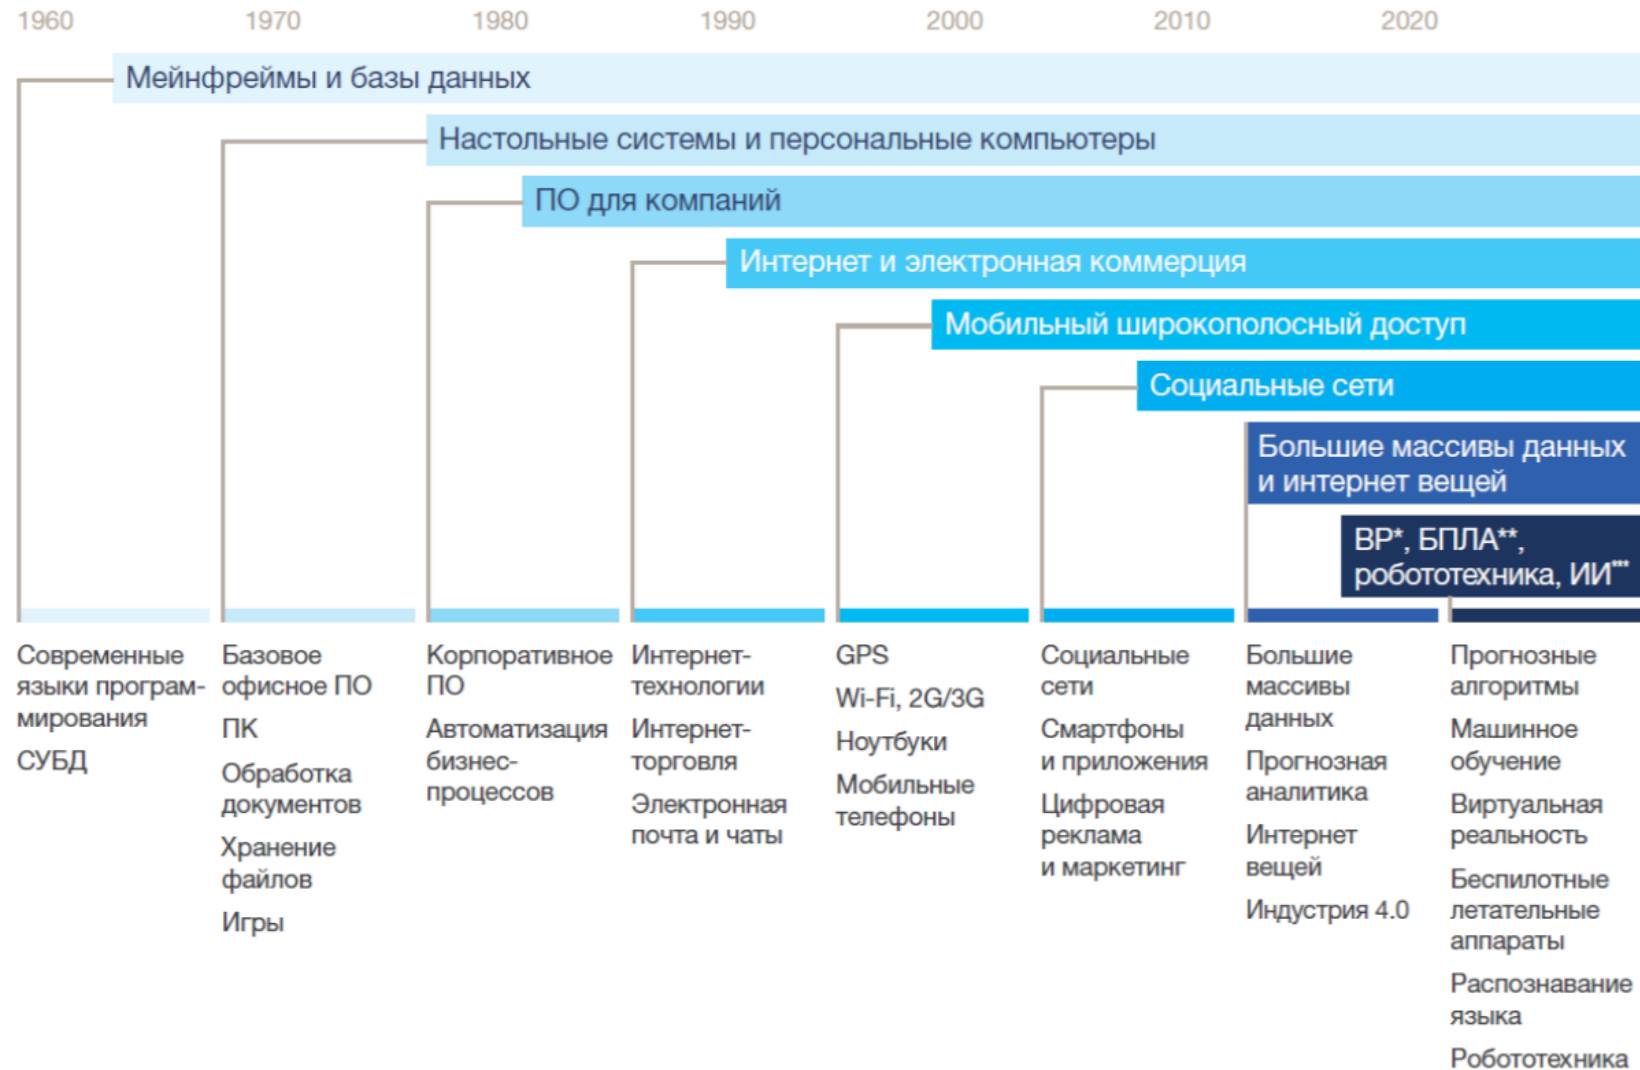 1960 1970 1980 1990 2000 2010 2020
Мейнфреймы и базы данных
Настольные системы и персональные компьютеры
ПО для компаний
Интернет и электронная коммерция
Мобильный широкополосный доступ
Социальные сети
Большие массивы данных
и интернет вещей
ВР*, БПЛА**,
робототехника, ИИ***
Современные
языки програм-
мирования
СУБД
Базовое
офисное ПО
ПК
Обработка
документов
Хранение
файлов
Игры
Корпоративное
ПО
Автоматизация
бизнес-
процессов
Интернет-
технологии
Интернет-
торговля
Электронная
почта и чаты
GPS
Wi-Fi, 2G/3G
Ноутбуки
Мобильные
телефоны
Социальные
сети
Смартфоны
и приложения
Цифровая
реклама
и маркетинг
Большие
массивы
данных
Прогнозная
аналитика
Интернет
вещей
Индустрия 4.0
Прогнозные
алгоритмы
Машинное
обучение
Виртуальная
реальность
Беспилотные
летательные
аппараты
Распознавание
языка
Робототехника